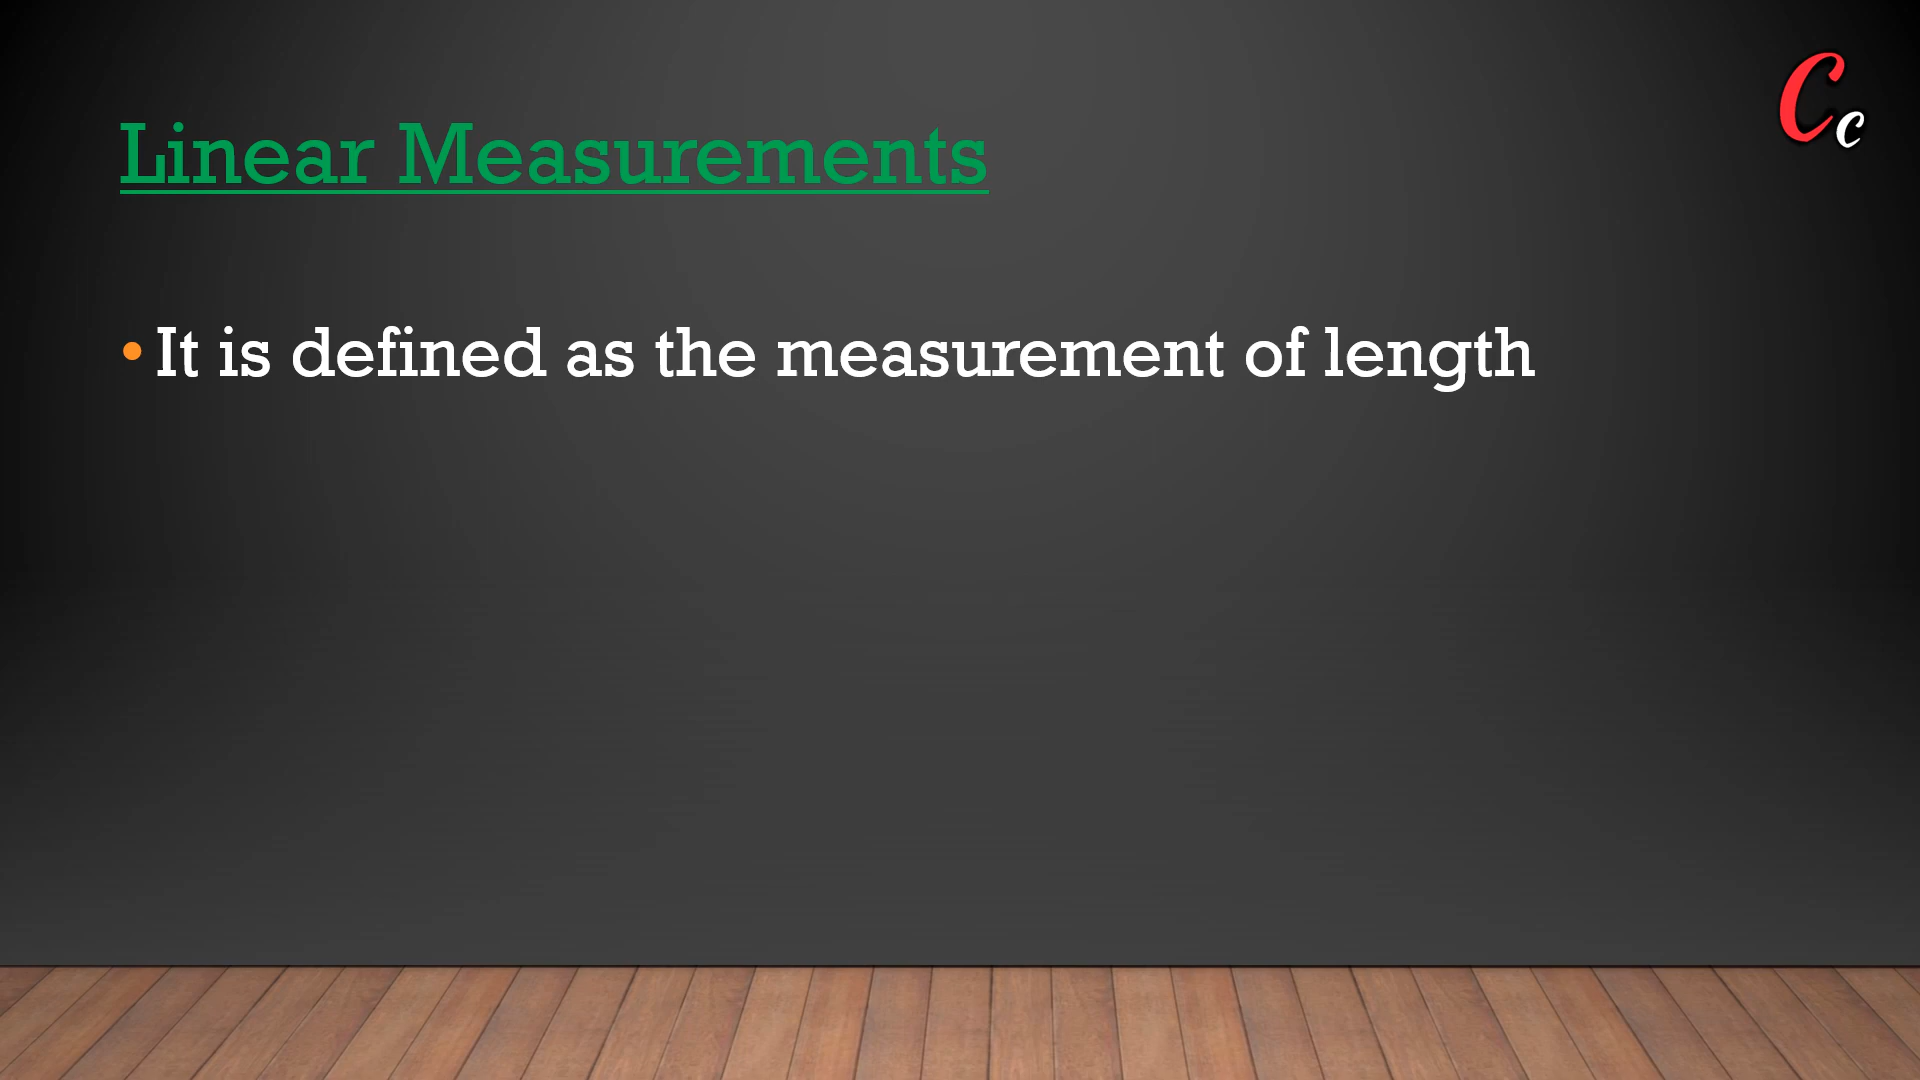 Linear Measurements
Cc
• It is defined as the measurement of length